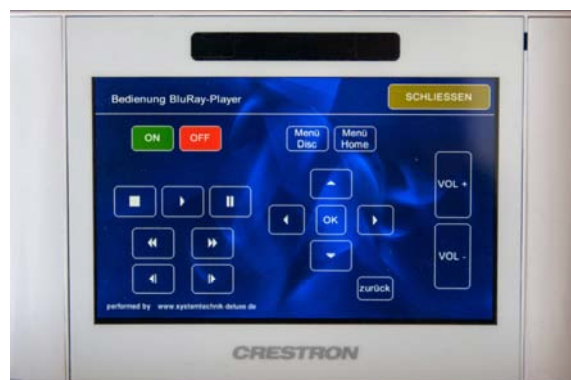 Bedienung BluRay-Player
SCHLIESSEN
ON
OFF
Menü
Disc
Menü
Home
VOL +
OK
VOL -
zurück
performed by www.systemtechnik-deluxe.de
CRESTRON